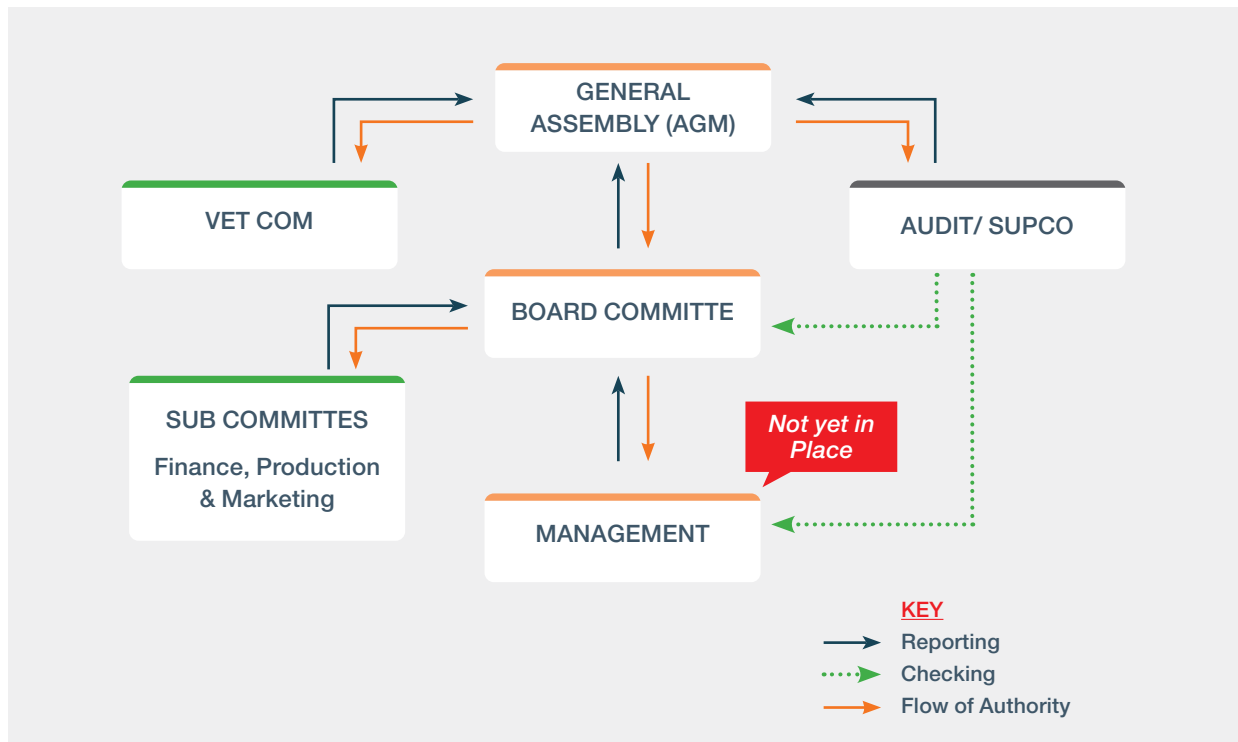 GENERAL
ASSEMBLY (AGM)
VET COM
AUDIT/ SUPCO
BOARD COMMITTE
SUB COMMITTES
Finance, Production
& Marketing
Not yet in
Place
MANAGEMENT
KEY
Reporting
Checking
Flow of Authority